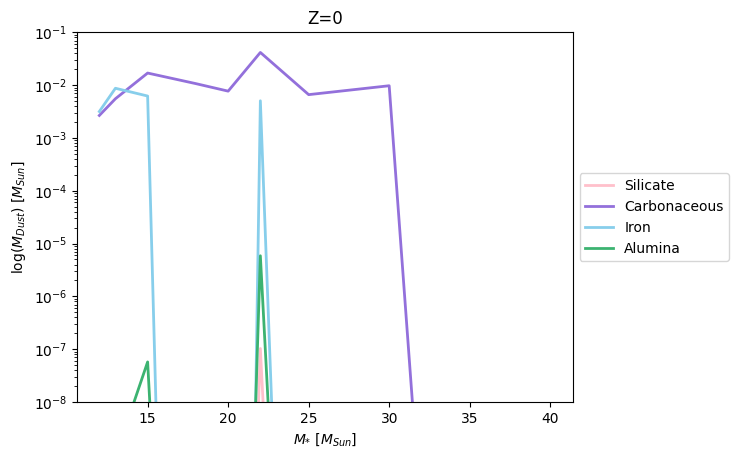 Z=0
10⁻¹
10⁻²
10⁻³
10⁻⁴
10⁻⁵
10⁻⁶
10⁻⁷
10⁻⁸
log(M_Dust) [M_Sun]
15 20 25 30 35 40
M* [M_Sun]
Silicate
Carbonaceous
Iron
Alumina